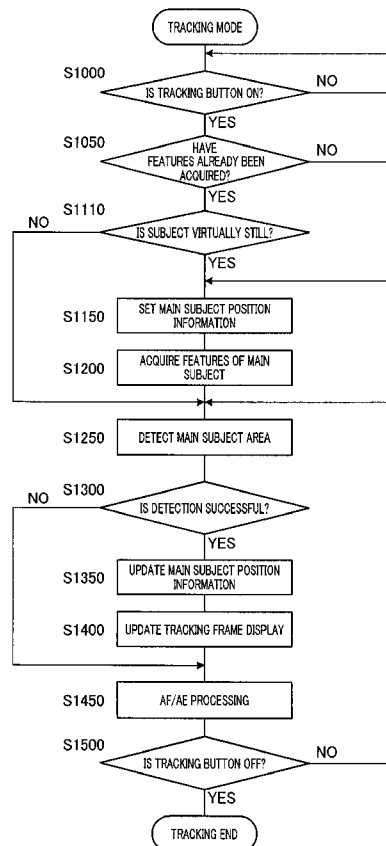 TRACKING MODE
S1000
IS TRACKING BUTTON ON?
NO
YES
S1050
HAVE
FEATURES ALREADY BEEN
ACQUIRED?
NO
YES
S1110
NO
IS SUBJECT VIRTUALLY STILL?
YES
S1150
SET MAIN SUBJECT POSITION
INFORMATION
S1200
ACQUIRE FEATURES OF MAIN
SUBJECT
S1250
DETECT MAIN SUBJECT AREA
S1300
NO
IS DETECTION SUCCESSFUL?
YES
S1350
UPDATE MAIN SUBJECT POSITION
INFORMATION
S1400
UPDATE TRACKING FRAME DISPLAY
S1450
AF/AE PROCESSING
S1500
IS TRACKING BUTTON OFF?
NO
YES
TRACKING END